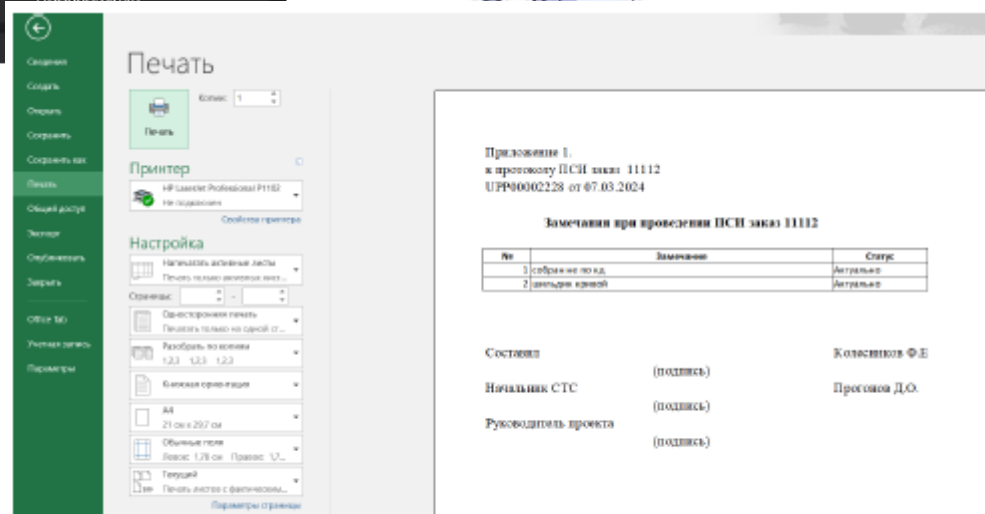 Сведения
Создать
Открыть
Сохранить
Сохранить как
Печать
Общий доступ
Экспорт
Опубликовать
Закрыть
Office Tab
Учетная запись
Параметры
Печать
Копии: 1
Печать
Принтер
HP LaserJet Professional P1102
Не подключен
Свойства принтера
Настройка
Напечатать активные листы
Печать только активных лист...
Страницы: -
Односторонняя печать
Печатать только на одной ст...
Разобрать по копиям
1,2,3 1,2,3 1,2,3
Книжная ориентация
A4
21 см x 29,7 см
Обычные поля
Левое: 1,78 см Правое: 1,7...
Текущий
Печать листов с фактическим...
Параметры страницы
Приложение 1.
к протоколу ПСИ заказ 11112
UPP00002228 от 07.03.2024
Замечания при проведении ПСИ заказ 11112
№ Замечание Статус
1 собран не по кд Актуально
2 шильдик кривой Актуально
Составил Колесников Ф.Е
(подпись)
Начальник СТС Прогонов Д.О.
(подпись)
Руководитель проекта
(подпись)